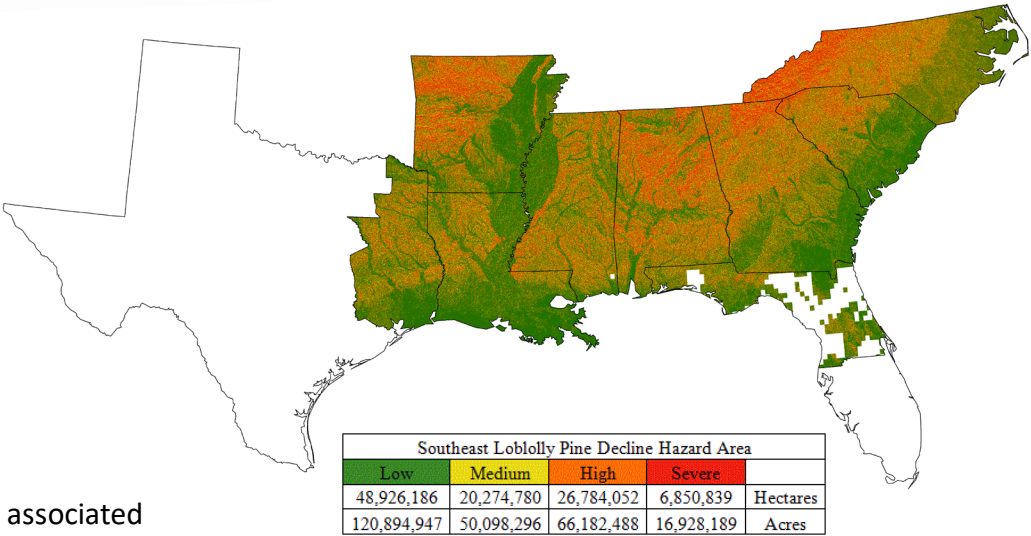 Southeast Loblolly Pine Decline Hazard Area
Low Medium High Severe
48,926,186 20,274,780 26,784,052 6,850,839 Hectares
120,894,947 50,098,296 66,182,488 16,928,189 Acres
associated